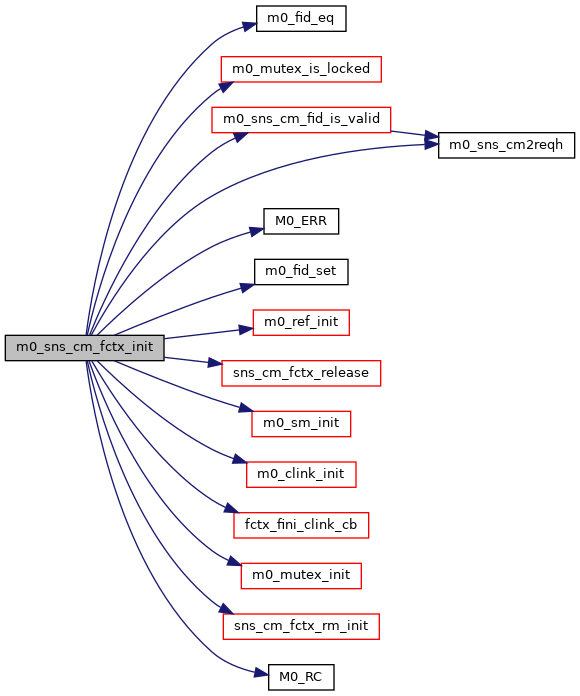 m0_fid_eq
m0_mutex_is_locked
m0_sns_cm_fid_is_valid
m0_sns_cm2reqh
M0_ERR
m0_fid_set
m0_ref_init
m0_sns_cm_fctx_init
sns_cm_fctx_release
m0_sm_init
m0_clink_init
fctx_fini_clink_cb
m0_mutex_init
sns_cm_fctx_rm_init
M0_RC